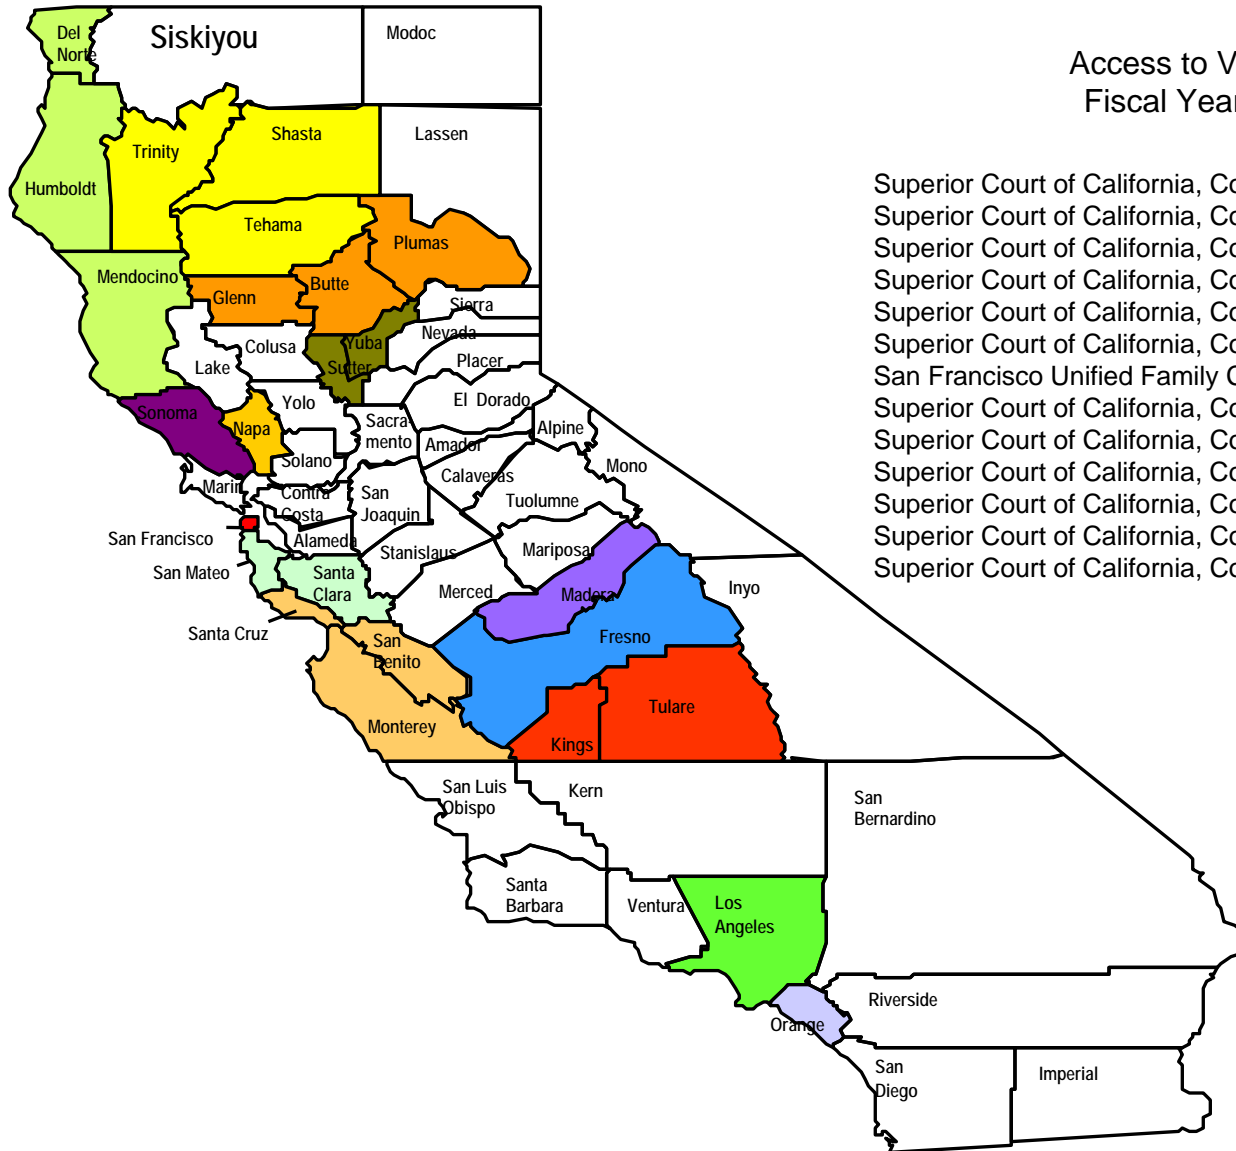 Access to V
Fiscal Year
Superior Court of California, Co
Superior Court of California, Co
Superior Court of California, Co
Superior Court of California, Co
Superior Court of California, Co
Superior Court of California, Co
San Francisco Unified Family C
Superior Court of California, Co
Superior Court of California, Co
Superior Court of California, Co
Superior Court of California, Co
Superior Court of California, Co
Superior Court of California, Co
Del
Norte
Siskiyou
Modoc
Trinity
Shasta
Lassen
Humboldt
Tehama
Plumas
Mendocino
Butte
Glenn
Sierra
Nevada
Yuba
Colusa
Lake
Sutter
Placer
Yolo
El Dorado
Sonoma
Napa
Sacra-
mento
Alpine
Amador
Solano
Mono
Calaveras
Marin
Contra
Costa
San
Joaquin
Tuolumne
San Francisco
Alameda
Stanislaus
Mariposa
San Mateo
Santa
Clara
Merced
Madera
Inyo
Santa Cruz
San
Benito
Fresno
Monterey
Tulare
Kings
San Luis
Obispo
Kern
San
Bernardino
Santa
Barbara
Ventura
Los
Angeles
Riverside
Orange
San
Diego
Imperial